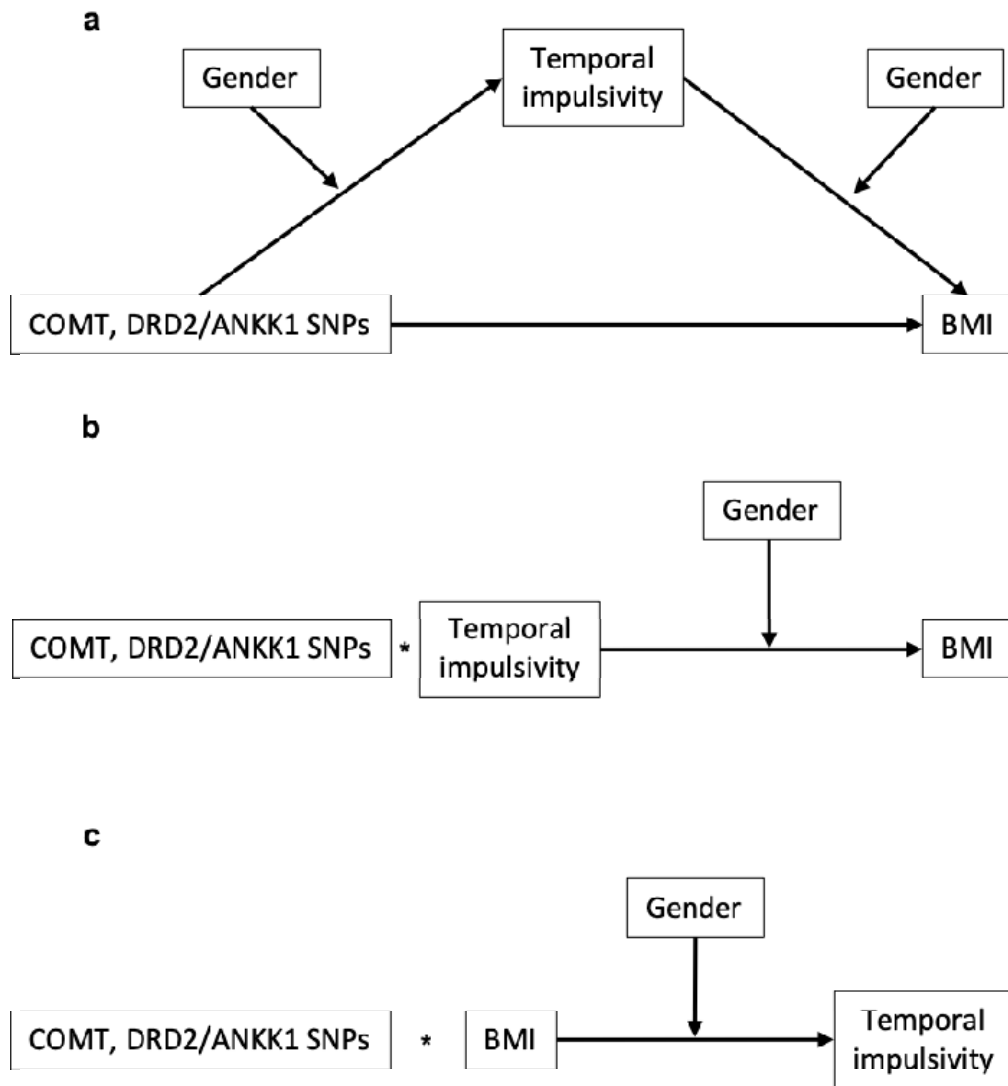 a
Gender
Temporal
impulsivity
Gender
COMT, DRD2/ANKK1 SNPs
BMI
b
Gender
COMT, DRD2/ANKK1 SNPs * Temporal
impulsivity
BMI
c
Gender
COMT, DRD2/ANKK1 SNPs * BMI
Temporal
impulsivity